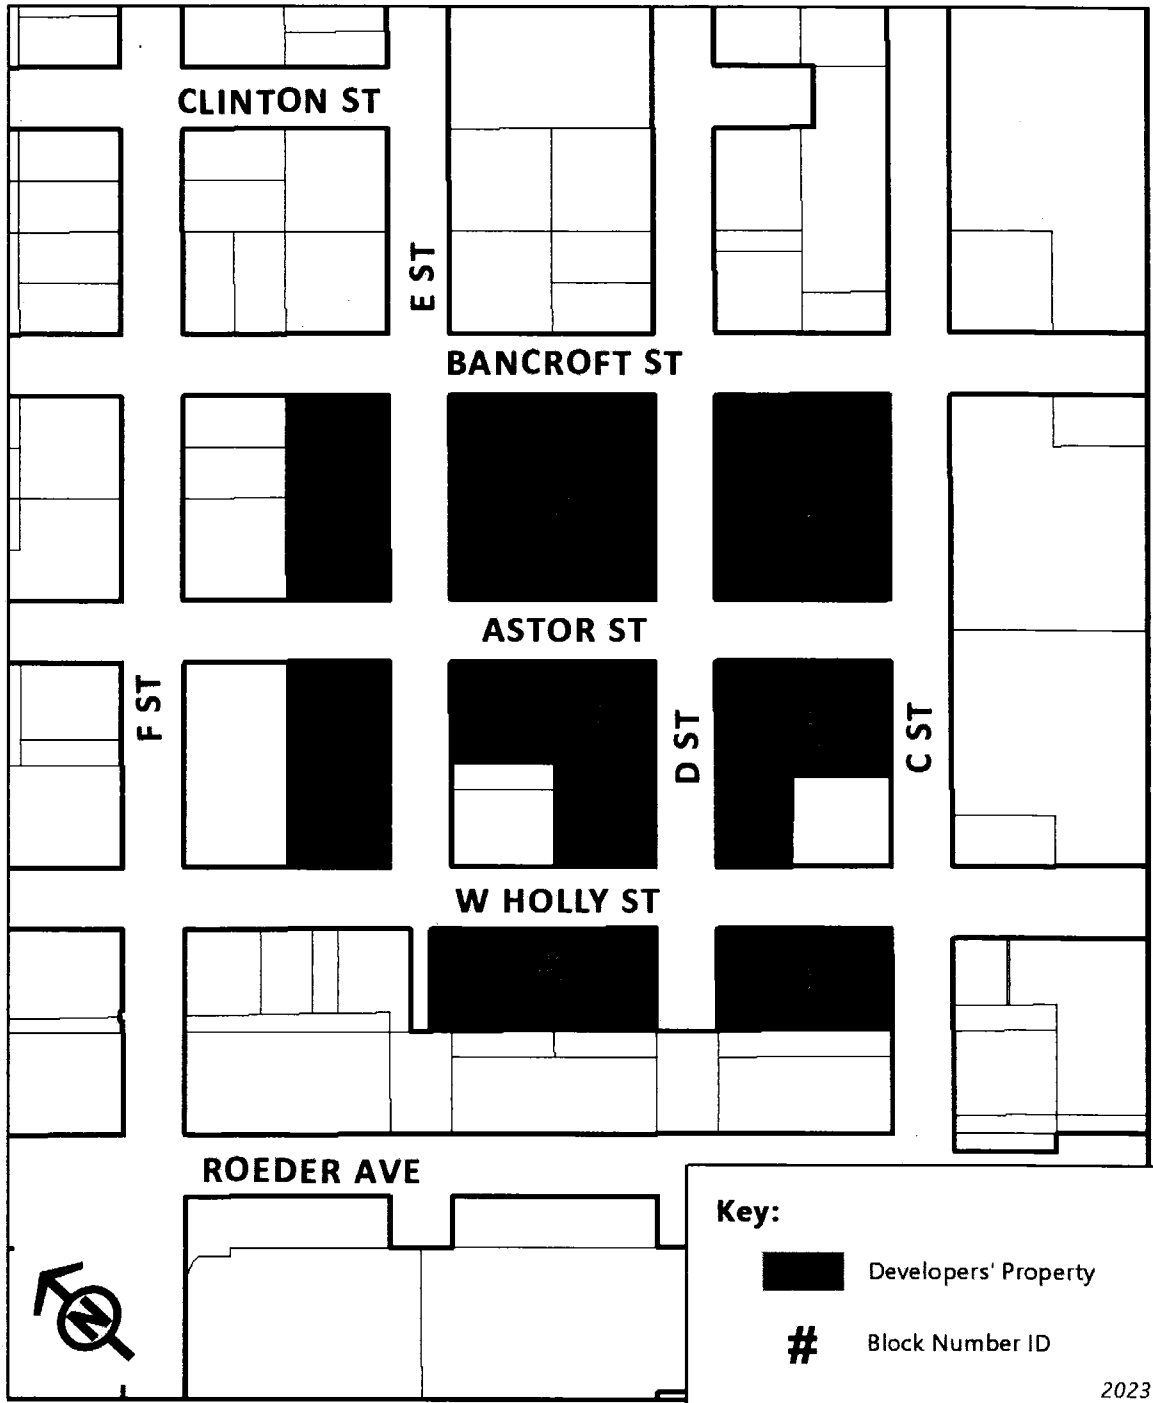 CLINTON ST
E ST
BANCROFT ST
ASTOR ST
F ST
D ST
C ST
W HOLLY ST
ROEDER AVE
N
Key:
Developers' Property
# Block Number ID
2023